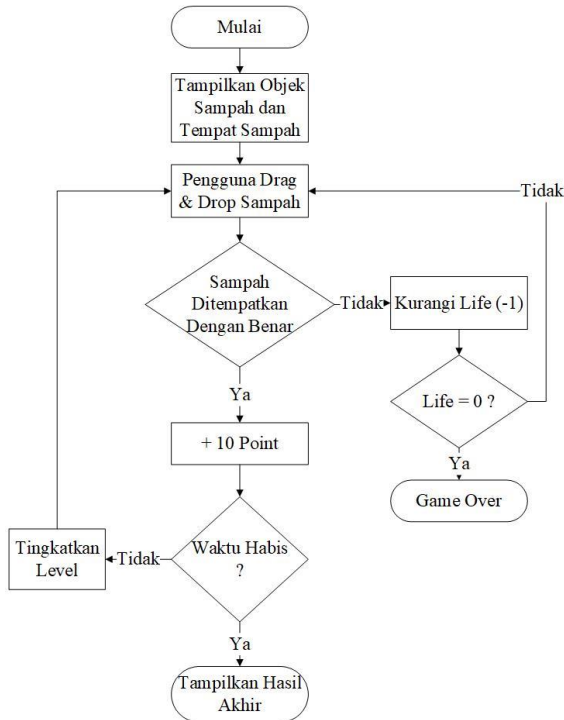 Mulai
Tampilkan Objek
Sampah dan
Tempat Sampah
Pengguna Drag
& Drop Sampah
Tidak
Sampah
Ditempatkan
Dengan Benar
Tidak
Kurangi Life (-1)
Life = 0 ?
Ya
Game Over
Ya
+ 10 Point
Waktu Habis
?
Tidak
Tingkatkan
Level
Ya
Tampilkan Hasil
Akhir